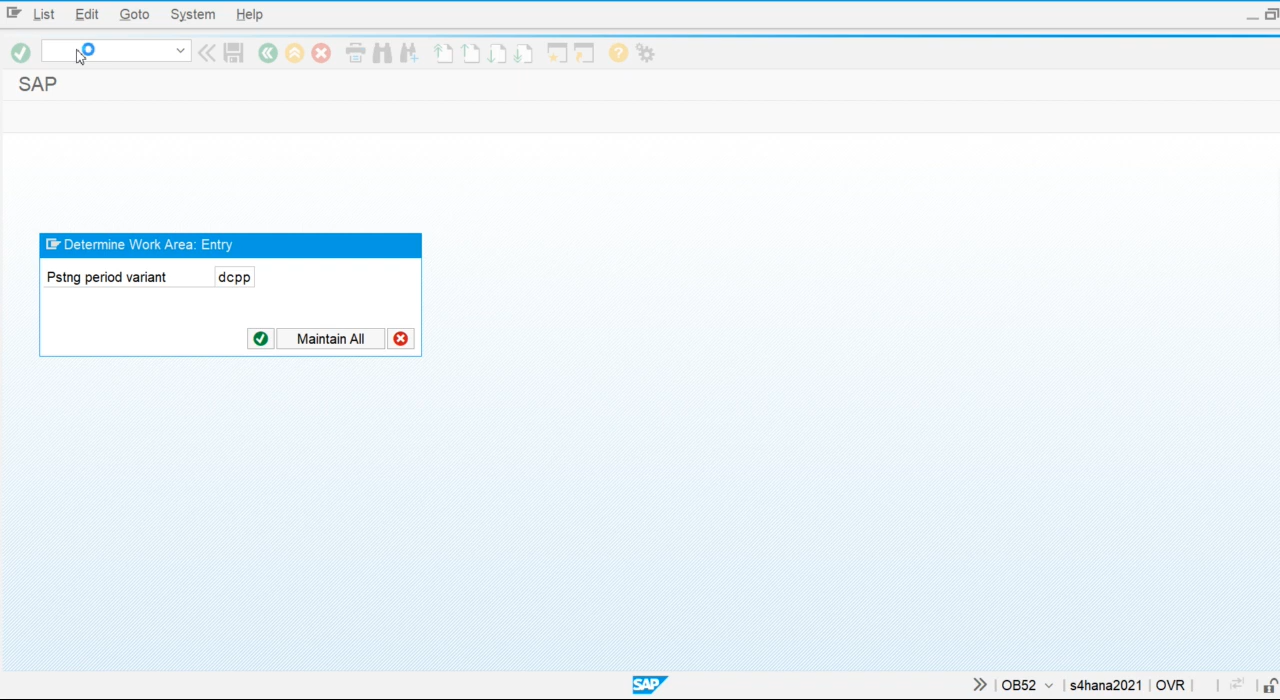 List Edit Goto System Help
SAP
Determine Work Area: Entry
Pstng period variant dcpp
Maintain All
SAP OB52 s4hana2021 OVR